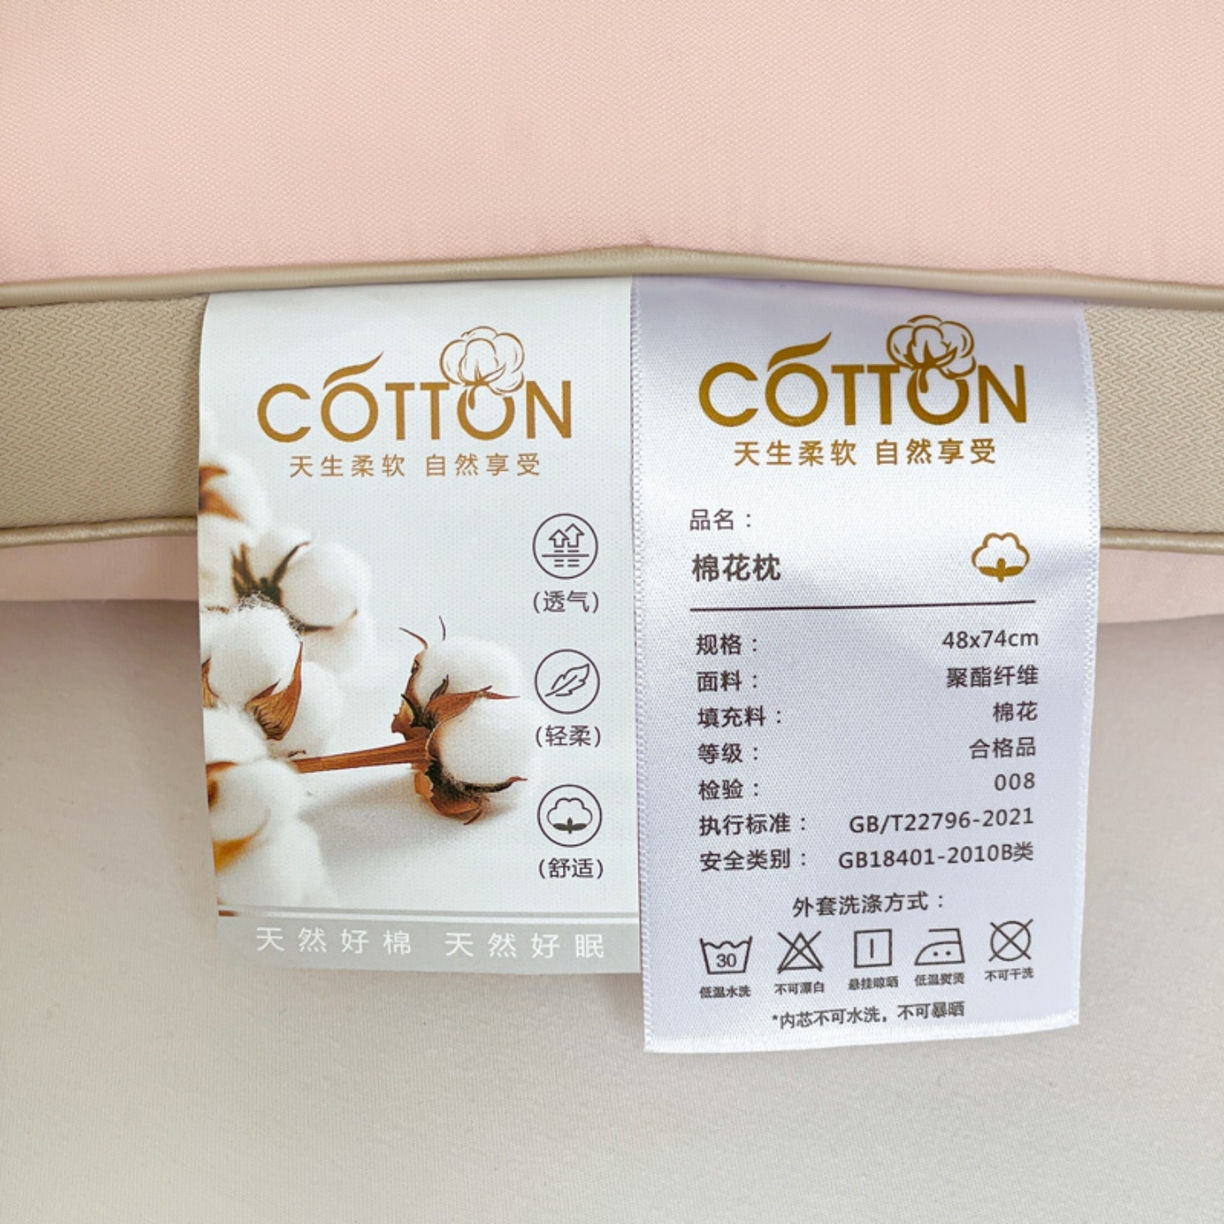 CÓTTON
天生柔软 自然享受
(透气)
(轻柔)
(舒适)
天然好棉 天然好眠
CÓTTON
天生柔软 自然享受
品名：
棉花枕
规格： 48x74cm
面料： 聚酯纤维
填充料： 棉花
等级： 合格品
检验： 008
执行标准： GB/T22796-2021
安全类别： GB18401-2010B类
外套洗涤方式：
30
低温水洗 不可漂白 悬挂晾晒 低温熨烫 不可干洗
*内芯不可水洗，不可暴晒